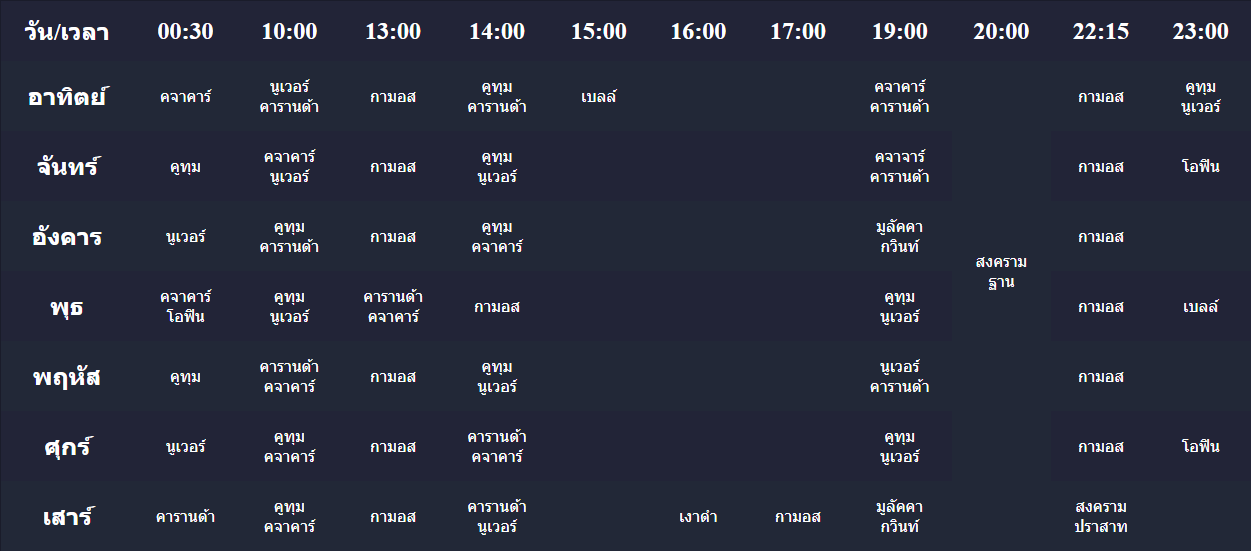 วัน/เวลา 00:30 10:00 13:00 14:00 15:00 16:00 17:00 19:00 20:00 22:15 23:00
อาทิตย์ คจาคาร์ นูเวอร์ คารานด้า กามอส คูทุม คารานด้า เบลล์ คจาคาร์ คารานด้า กามอส คูทุม นูเวอร์
จันทร์ คูทุม คจาคาร์ นูเวอร์ กามอส คูทุม นูเวอร์ คจาจาร์ คารานด้า กามอส โอฟิน
อังคาร นูเวอร์ คูทุม คารานด้า กามอส คูทุม คจาคาร์ มูลัคคา กวินท์ กามอส
สงคราม ฐาน
พุธ คจาคาร์ โอฟิน คูทุม นูเวอร์ คารานด้า คจาคาร์ กามอส คูทุม นูเวอร์ กามอส เบลล์
พฤหัส คูทุม คารานด้า คจาคาร์ กามอส คูทุม นูเวอร์ นูเวอร์ คารานด้า กามอส
ศุกร์ นูเวอร์ คูทุม คจาคาร์ กามอส คารานด้า คจาคาร์ คูทุม นูเวอร์ กามอส โอฟิน
เสาร์ คารานด้า คูทุม คจาคาร์ กามอส คารานด้า นูเวอร์ เงาดำ กามอส มูลัคคา กวินท์ สงคราม ปราสาท